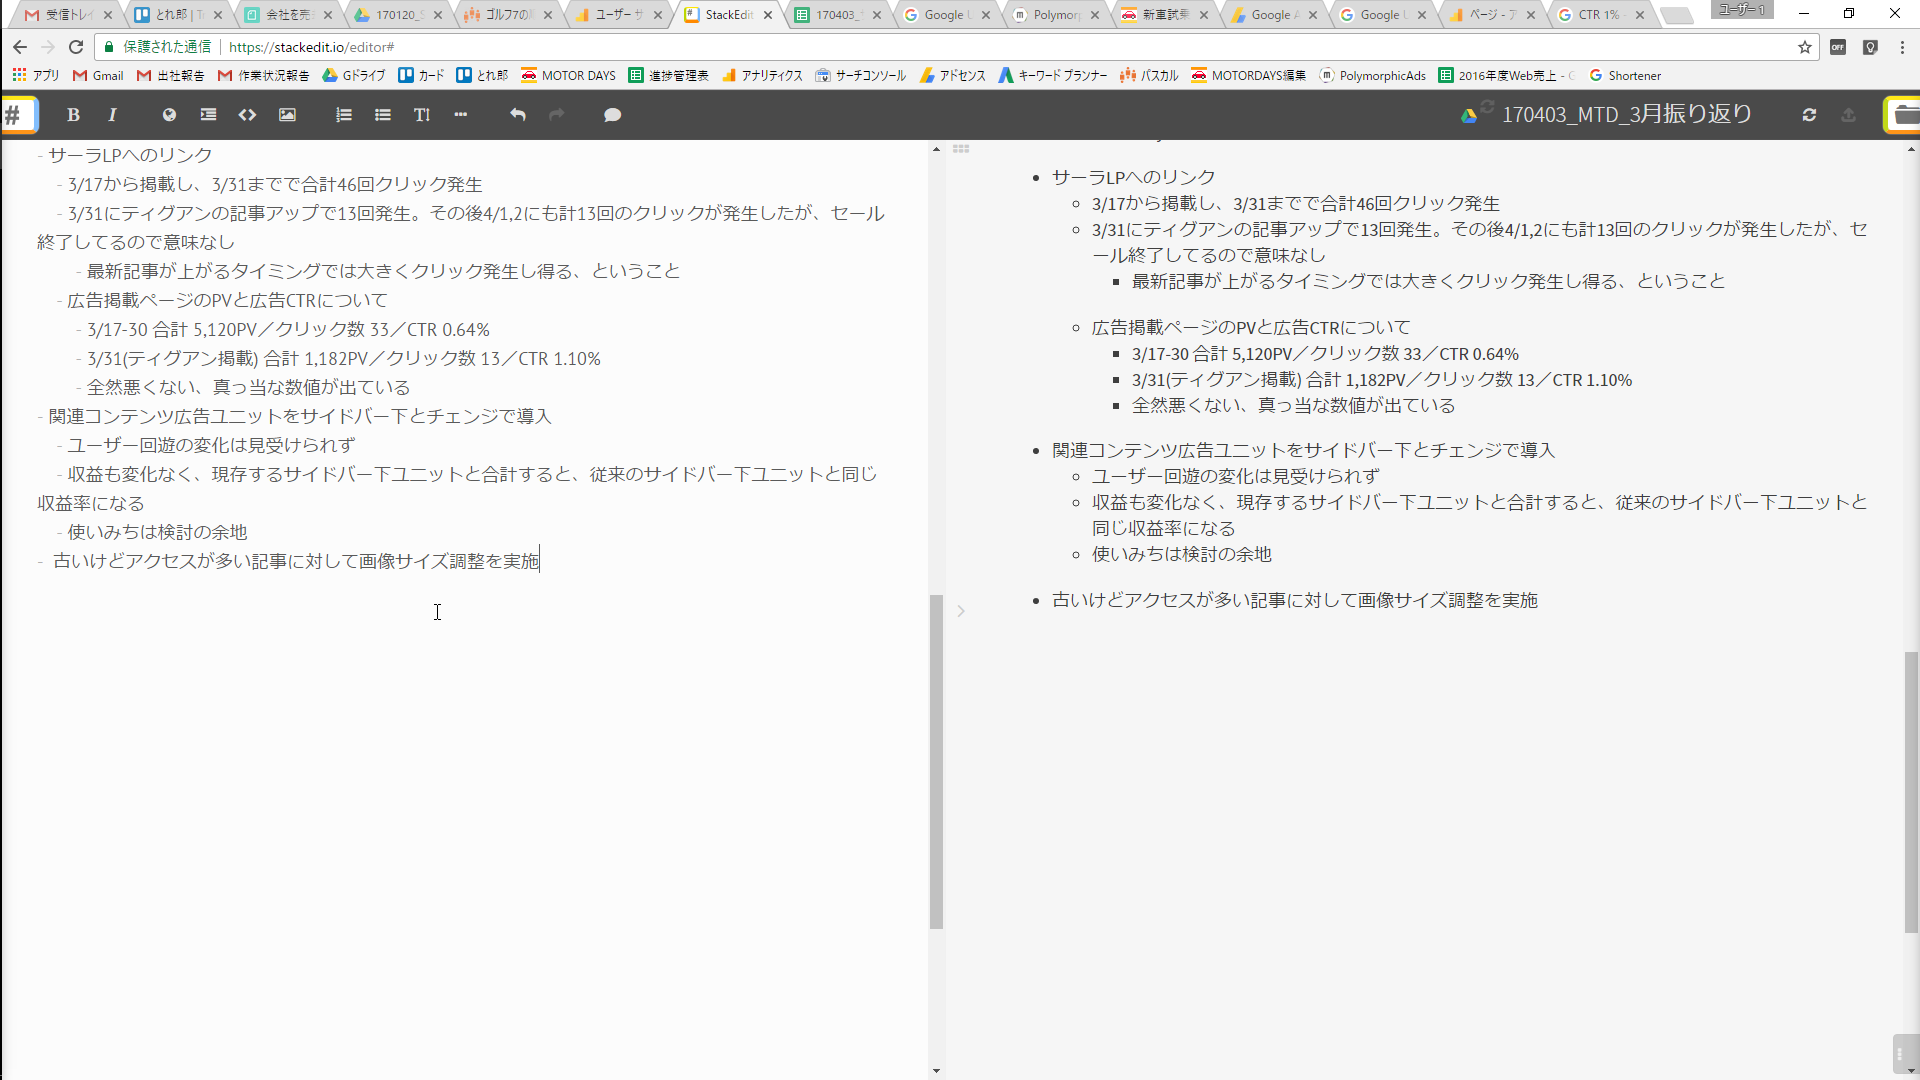 受信トレイ
とれ郎 | T
会社を売
170120_S
ゴルフ7の
ユーザー サ
StackEdit
170403_
Google
Polymor
新車試乗
Google A
Google
ページ - ア
CTR 1% -
ユーザー 1
保護された通信
https://stackedit.io/editor#
アプリ
Gmail
出社報告
作業状況報告
Gドライブ
カード
とれ郎
MOTOR DAYS
進捗管理表
アナリティクス
サーチコンソール
アドセンス
キーワード プランナー
パスカル
MOTORDAYS編集
PolymorphicAds
2016年度Web売上 -
Shortener
170403_MTD_3月振り返り
- サーラLPへのリンク
- 3/17から掲載し、3/31までで合計46回クリック発生
- 3/31にティグアンの記事アップで13回発生。その後4/1,2にも計13回のクリックが発生したが、セール
終了してるので意味なし
- 最新記事が上がるタイミングでは大きくクリック発生し得る、ということ
- 広告掲載ページのPVと広告CTRについて
- 3/17-30 合計 5,120PV／クリック数 33／CTR 0.64%
- 3/31(ティグアン掲載) 合計 1,182PV／クリック数 13／CTR 1.10%
- 全然悪くない、真っ当な数値が出ている
- 関連コンテンツ広告ユニットをサイドバー下とチェンジで導入
- ユーザー回遊の変化は見受けられず
- 収益も変化なく、現存するサイドバー下ユニットと合計すると、従来のサイドバー下ユニットと同じ
収益率になる
- 使いみちは検討の余地
- 古いけどアクセスが多い記事に対して画像サイズ調整を実施
サーラLPへのリンク
3/17から掲載し、3/31までで合計46回クリック発生
3/31にティグアンの記事アップで13回発生。その後4/1,2にも計13回のクリックが発生したが、セ
ール終了してるので意味なし
最新記事が上がるタイミングでは大きくクリック発生し得る、ということ
広告掲載ページのPVと広告CTRについて
3/17-30 合計 5,120PV／クリック数 33／CTR 0.64%
3/31(ティグアン掲載) 合計 1,182PV／クリック数 13／CTR 1.10%
全然悪くない、真っ当な数値が出ている
関連コンテンツ広告ユニットをサイドバー下とチェンジで導入
ユーザー回遊の変化は見受けられず
収益も変化なく、現存するサイドバー下ユニットと合計すると、従来のサイドバー下ユニットと
同じ収益率になる
使いみちは検討の余地
古いけどアクセスが多い記事に対して画像サイズ調整を実施